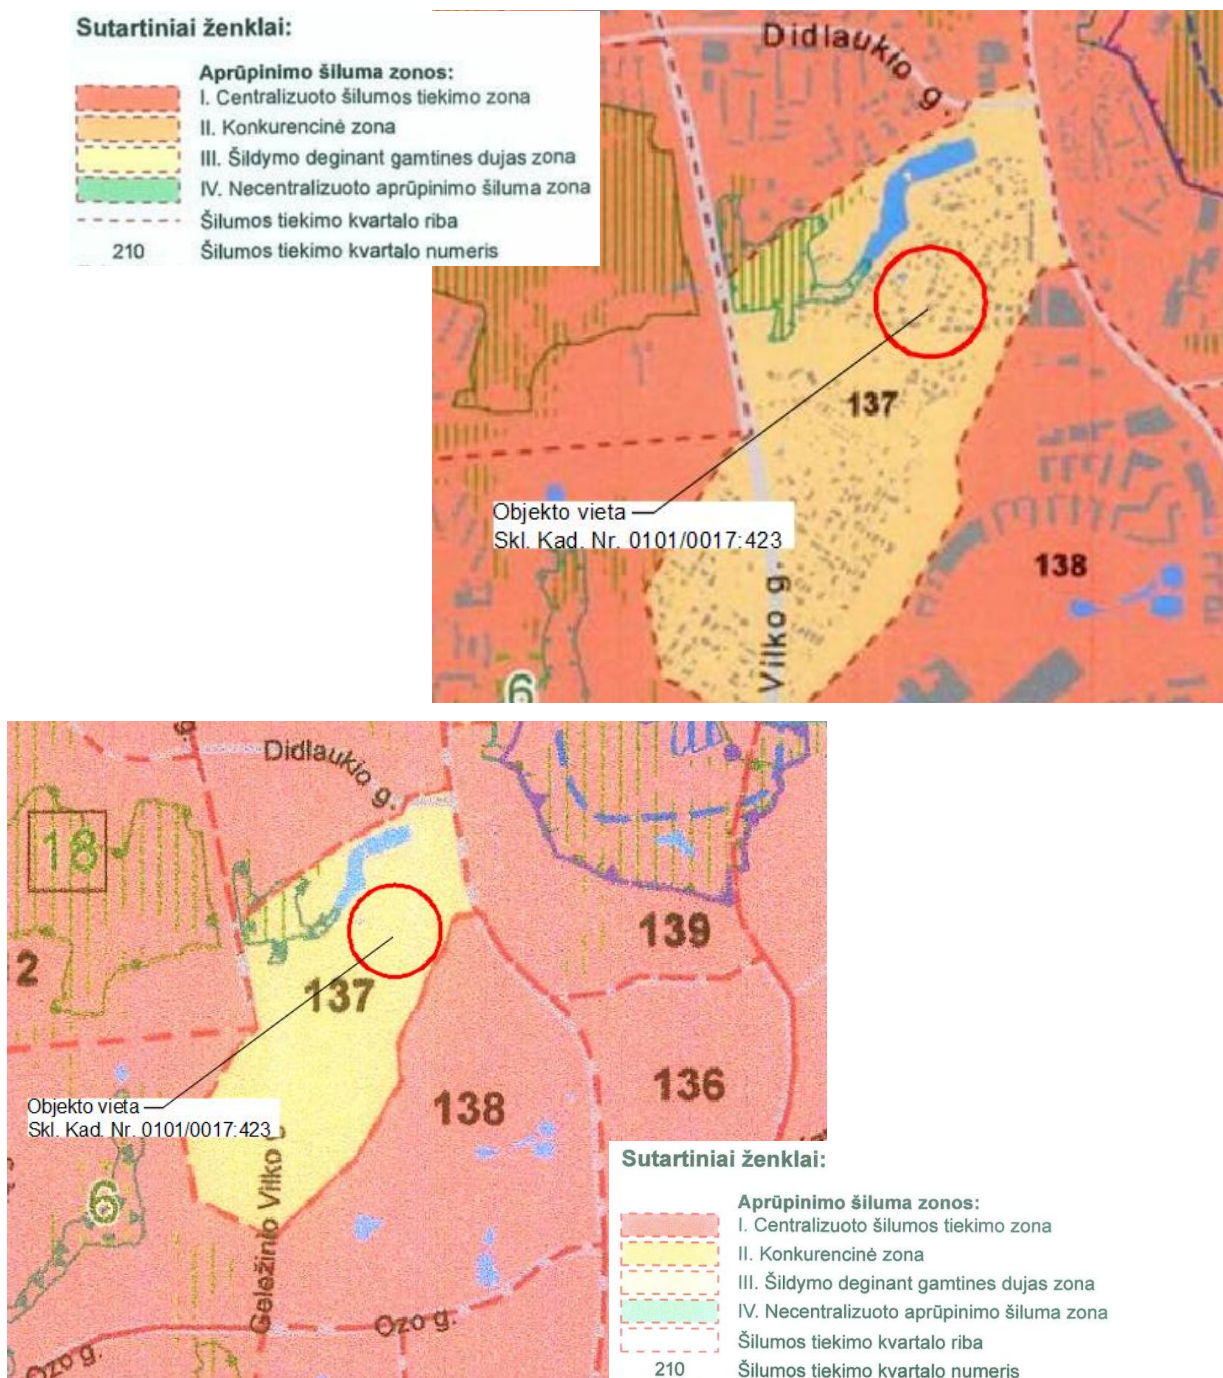 Sutartiniai ženklai:
Aprūpinimo šiluma zonos:
I. Centralizuoto šilumos tiekimo zona
II. Konkurencinė zona
III. Šildymo deginant gamtines dujas zona
IV. Necentralizuoto aprūpinimo šiluma zona
Šilumos tiekimo kvartalo riba
210 Šilumos tiekimo kvartalo numeris
Didlaukio g.
137
Objekto vieta
Skl. Kad. Nr. 0101/0017:423
138
Vilko g.
6
g.
Didlaukio g.
18
139
2
137
136
138
Objekto vieta
Skl. Kad. Nr. 0101/0017:423
6
Geležinio Vilko
Ozo g.
Ozo g.
Sutartiniai ženklai:
Aprūpinimo šiluma zonos:
I. Centralizuoto šilumos tiekimo zona
II. Konkurencinė zona
III. Šildymo deginant gamtines dujas zona
IV. Necentralizuoto aprūpinimo šiluma zona
Šilumos tiekimo kvartalo riba
210 Šilumos tiekimo kvartalo numeris